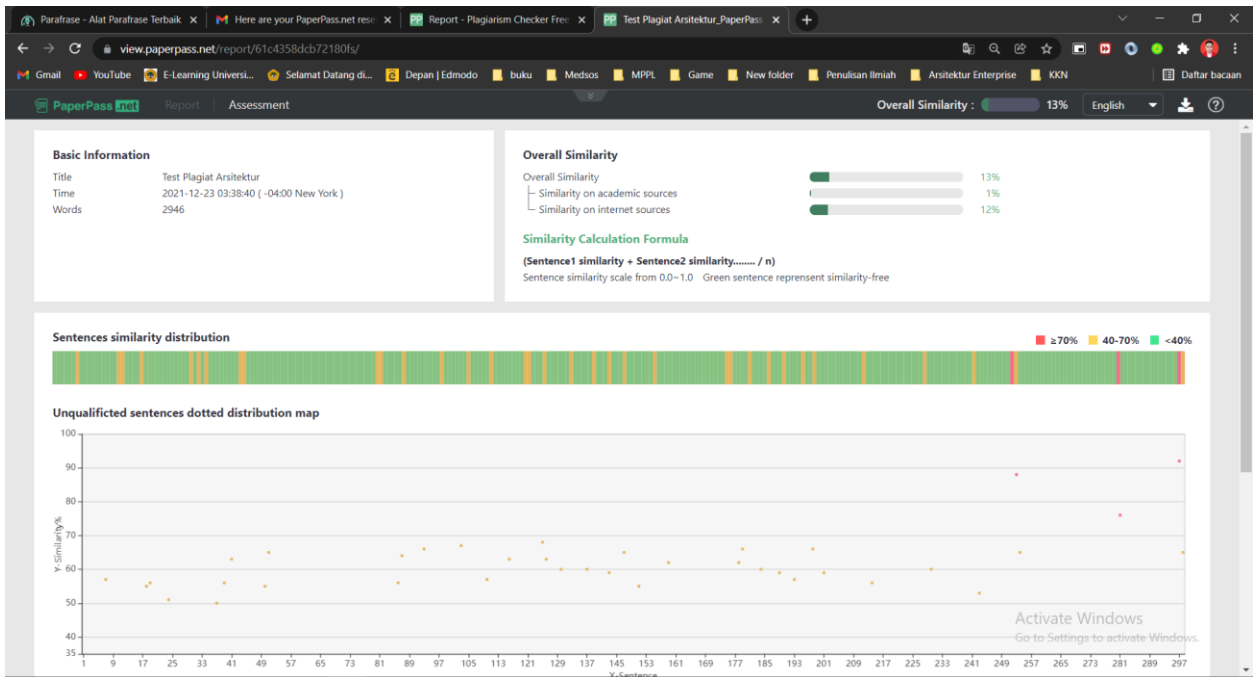 Parafrase - Alat Parafrase Terbaik
Here are your PaperPass.net rese
Report - Plagiarism Checker Free
Test Plagiat Arsitektur_PaperPass
view.paperpass.net/report/61c4358dcb72180fs/
Gmail YouTube E-Learning Universi... Selamat Datang di... Depan | Edmodo buku Medsos MPPL Game New folder Penulisan Ilmiah Arsitektur Enterprise KKN Daftar bacaan
PaperPass .net Report Assessment Overall Similarity : 13% English
Basic Information
Title Test Plagiat Arsitektur
Time 2021-12-23 03:38:40 ( -04:00 New York )
Words 2946
Overall Similarity
Overall Similarity 13%
Similarity on academic sources 1%
Similarity on internet sources 12%
Similarity Calculation Formula
(Sentence1 similarity + Sentence2 similarity........ / n)
Sentence similarity scale from 0.0~1.0 Green sentence reprensent similarity-free
Sentences similarity distribution
≥70% 40-70% <40%
Unqualificted sentences dotted distribution map
100
90
80
70
60
50
40
35
Y-Similarity%
1 9 17 25 33 41 49 57 65 73 81 89 97 105 113 121 129 137 145 153 161 169 177 185 193 201 209 217 225 233 241 249 257 265 273 281 289 297
X-Sentence
Activate Windows
Go to Settings to activate Windows.